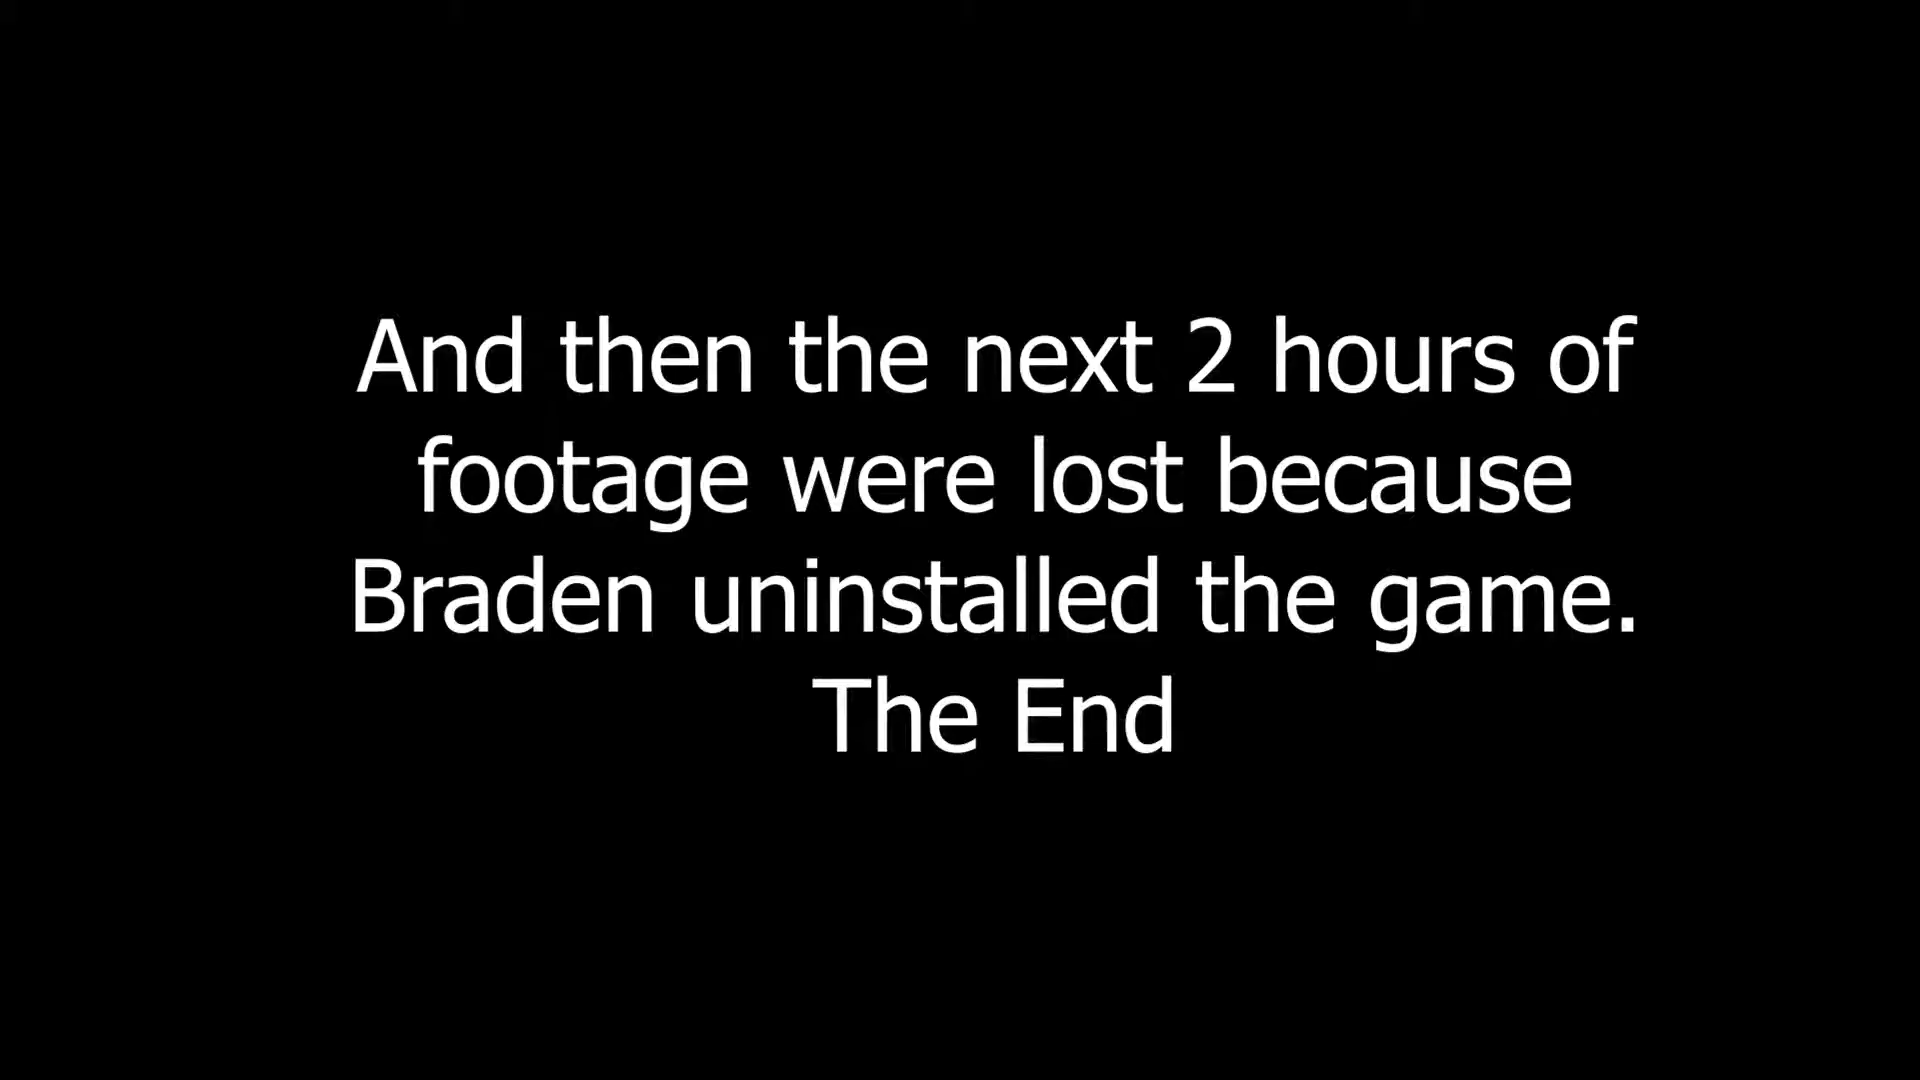 And then the next 2 hours of
footage were lost because
Braden uninstalled the game.
The End